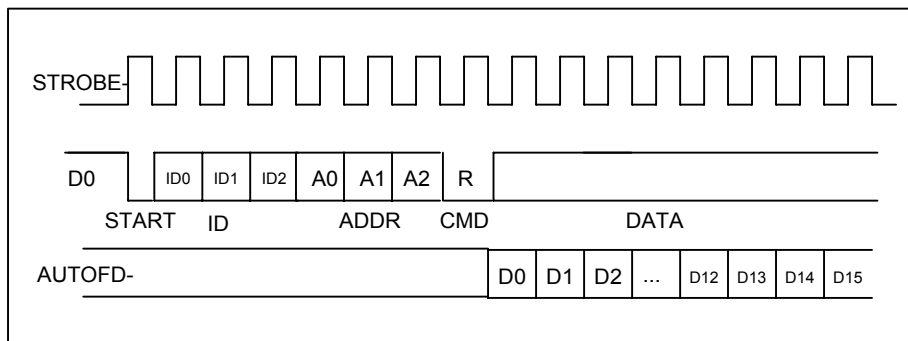 STROBE-
D0 ID0 ID1 ID2 A0 A1 A2 R
START ID ADDR CMD DATA
AUTOFD- D0 D1 D2 ... D12 D13 D14 D15